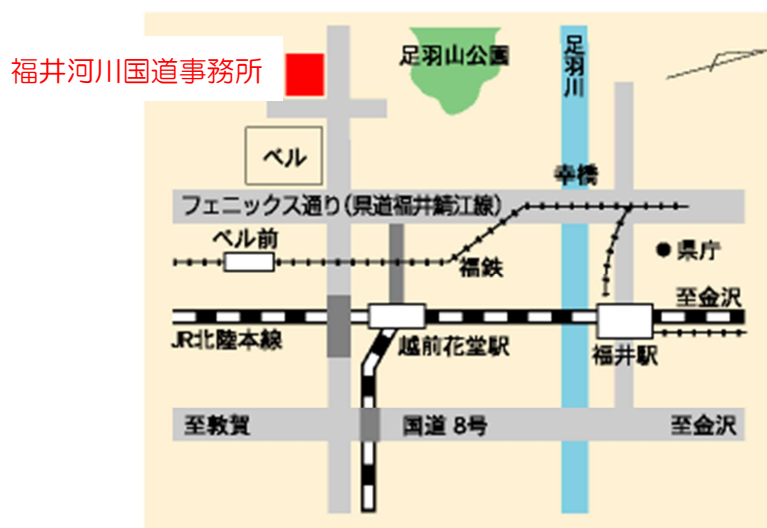 福井河川国道事務所
足羽山公園
足羽川
ベル
幸橋
フェニックス通り(県道福井鯖江線)
ベル前
福鉄
県庁
至金沢
JR北陸本線
越前花堂駅
福井駅
至敦賀
国道 8号
至金沢